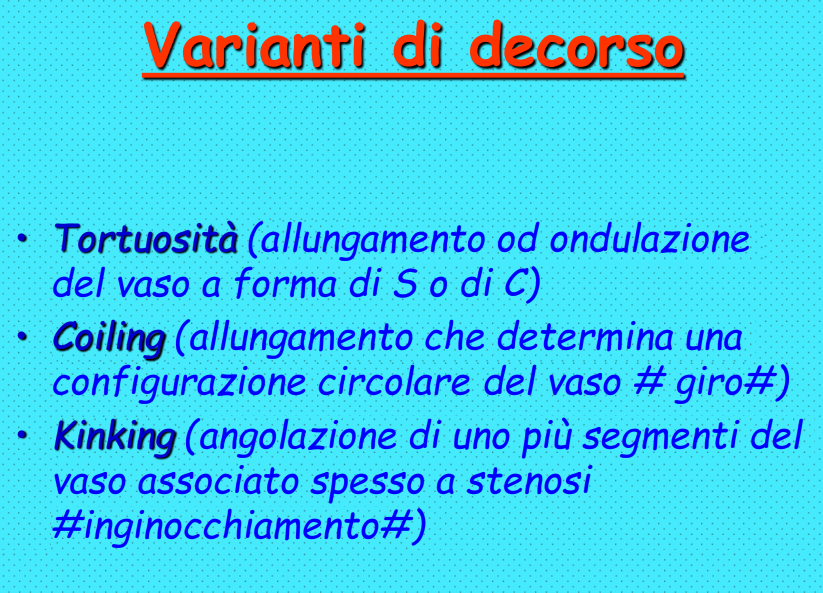 Varianti di decorso
• Tortuosità (allungamento od ondulazione
del vaso a forma di S o di C)
• Coiling (allungamento che determina una
configurazione circolare del vaso # giro#)
• Kinking (angolazione di uno più segmenti del
vaso associato spesso a stenosi
#inginocchiamento#)